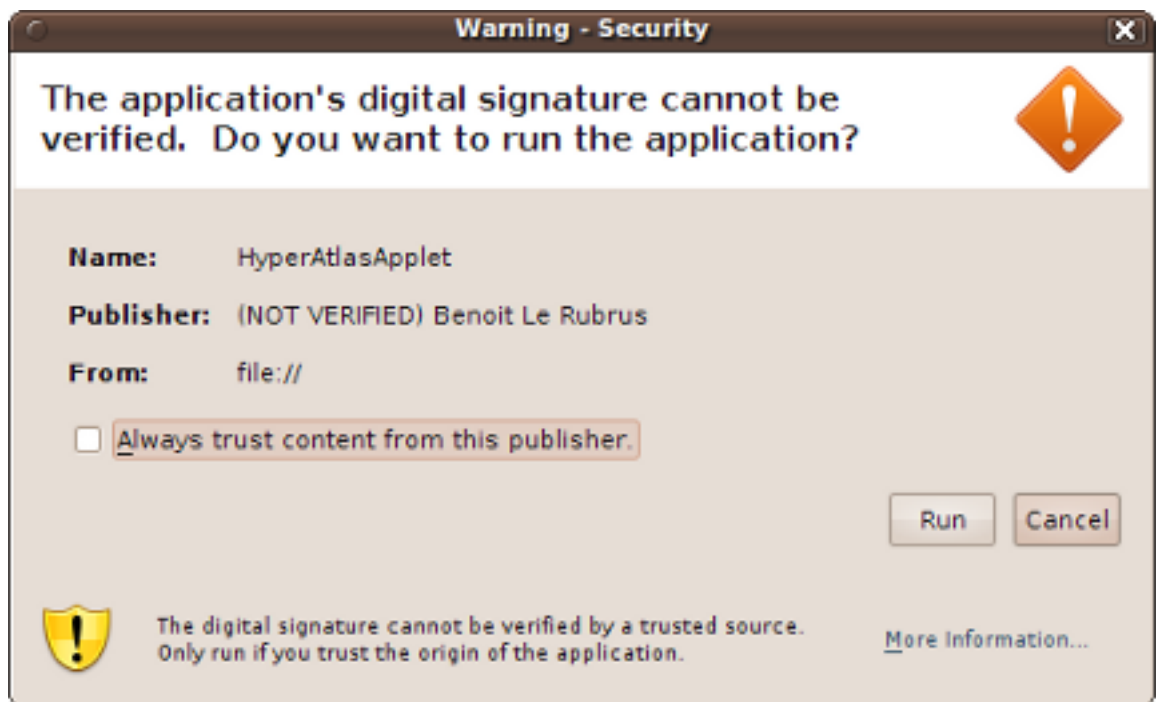 Warning - Security
The application's digital signature cannot be
verified. Do you want to run the application?
Name: HyperAtlasApplet
Publisher: (NOT VERIFIED) Benoit Le Rubrus
From: file://
Always trust content from this publisher.
Run Cancel
The digital signature cannot be verified by a trusted source.
Only run if you trust the origin of the application.
More Information...